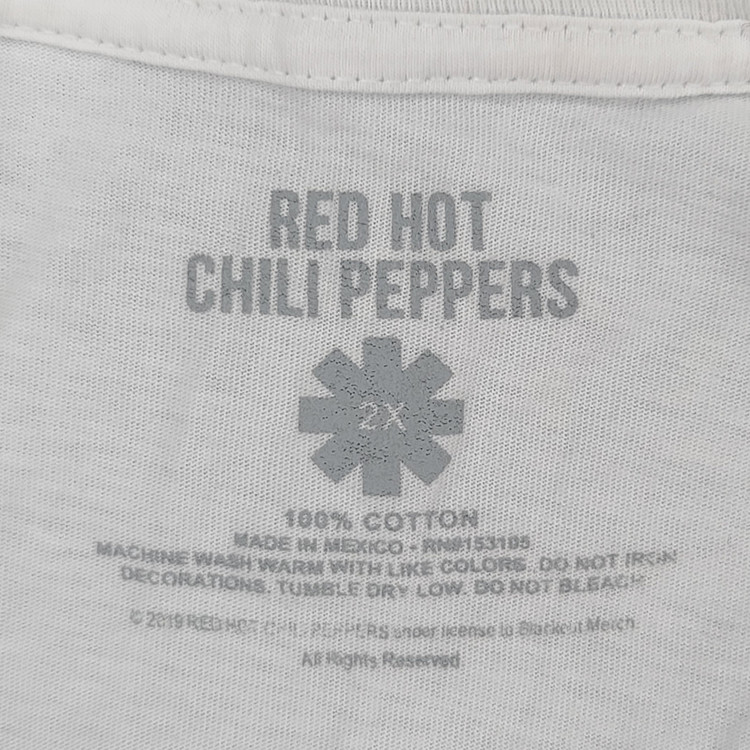 RED HOT
CHILI PEPPERS
2X
100% COTTON
MADE IN MEXICO - RN#153105
MACHINE WASH WARM WITH LIKE COLORS. DO NOT IRON
DECORATIONS. TUMBLE DRY LOW. DO NOT BLEACH
© 2019 RED HOT CHILI PEPPERS under license to Blackout Merch.
All Rights Reserved